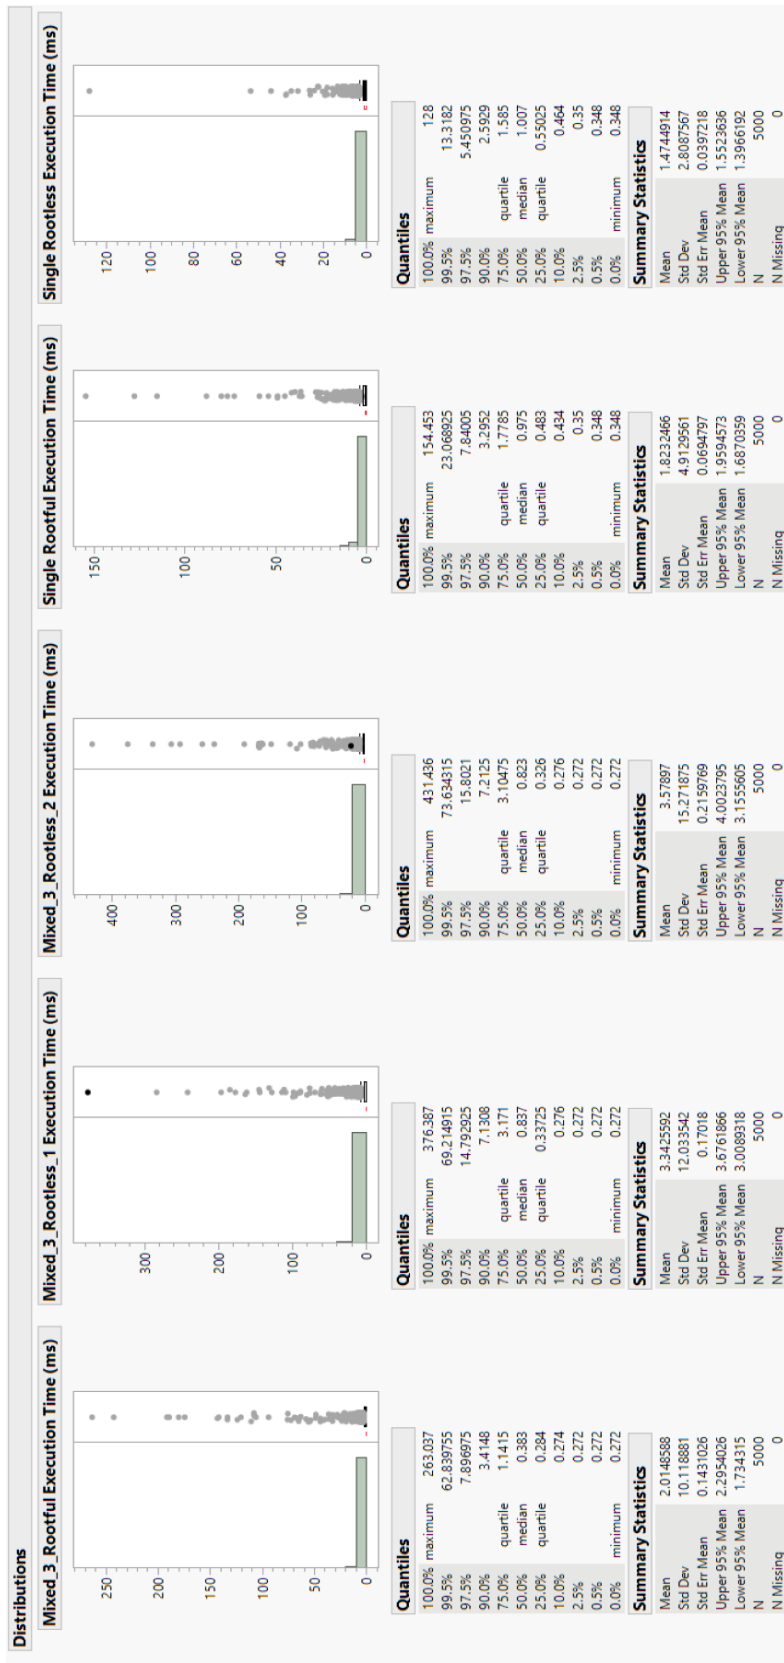 Distributions
Mixed_3_Rootful Execution Time (ms)
250
200
150
100
50
0
Quantiles
100.0% maximum 263.037
99.5% 62.839755
97.5% 7.896975
90.0% 3.4148
75.0% quartile 1.1415
50.0% median 0.383
25.0% quartile 0.284
10.0% 0.274
2.5% 0.272
0.5% 0.272
0.0% minimum 0.272
Summary Statistics
Mean 2.0148588
Std Dev 10.118881
Std Err Mean 0.1431026
Upper 95% Mean 2.2954026
Lower 95% Mean 1.734315
N 5000
N Missing 0
Mixed_3_Rootless_1 Execution Time (ms)
300
200
100
0
Quantiles
100.0% maximum 376.387
99.5% 69.214915
97.5% 14.792925
90.0% 7.1308
75.0% quartile 3.171
50.0% median 0.837
25.0% quartile 0.33725
10.0% 0.276
2.5% 0.272
0.5% 0.272
0.0% minimum 0.272
Summary Statistics
Mean 3.3425592
Std Dev 12.033542
Std Err Mean 0.17018
Upper 95% Mean 3.6761866
Lower 95% Mean 3.0089318
N 5000
N Missing 0
Mixed_3_Rootless_2 Execution Time (ms)
400
300
200
100
0
Quantiles
100.0% maximum 431.436
99.5% 73.634315
97.5% 15.8021
90.0% 7.2125
75.0% quartile 3.10475
50.0% median 0.823
25.0% quartile 0.326
10.0% 0.276
2.5% 0.272
0.5% 0.272
0.0% minimum 0.272
Summary Statistics
Mean 3.57897
Std Dev 15.271875
Std Err Mean 0.2159769
Upper 95% Mean 4.0023795
Lower 95% Mean 3.1555605
N 5000
N Missing 0
Single Rootful Execution Time (ms)
150
100
50
0
Quantiles
100.0% maximum 154.453
99.5% 23.068925
97.5% 7.84005
90.0% 3.2952
75.0% quartile 1.7785
50.0% median 0.975
25.0% quartile 0.483
10.0% 0.434
2.5% 0.35
0.5% 0.348
0.0% minimum 0.348
Summary Statistics
Mean 1.8232466
Std Dev 4.9129561
Std Err Mean 0.0694797
Upper 95% Mean 1.9594573
Lower 95% Mean 1.6870359
N 5000
N Missing 0
Single Rootless Execution Time (ms)
120
100
80
60
40
20
0
Quantiles
100.0% maximum 128
99.5% 13.3182
97.5% 5.450975
90.0% 2.5929
75.0% quartile 1.585
50.0% median 1.007
25.0% quartile 0.55025
10.0% 0.464
2.5% 0.35
0.5% 0.348
0.0% minimum 0.348
Summary Statistics
Mean 1.4744914
Std Dev 2.8087567
Std Err Mean 0.0397218
Upper 95% Mean 1.5523636
Lower 95% Mean 1.3966192
N 5000
N Missing 0